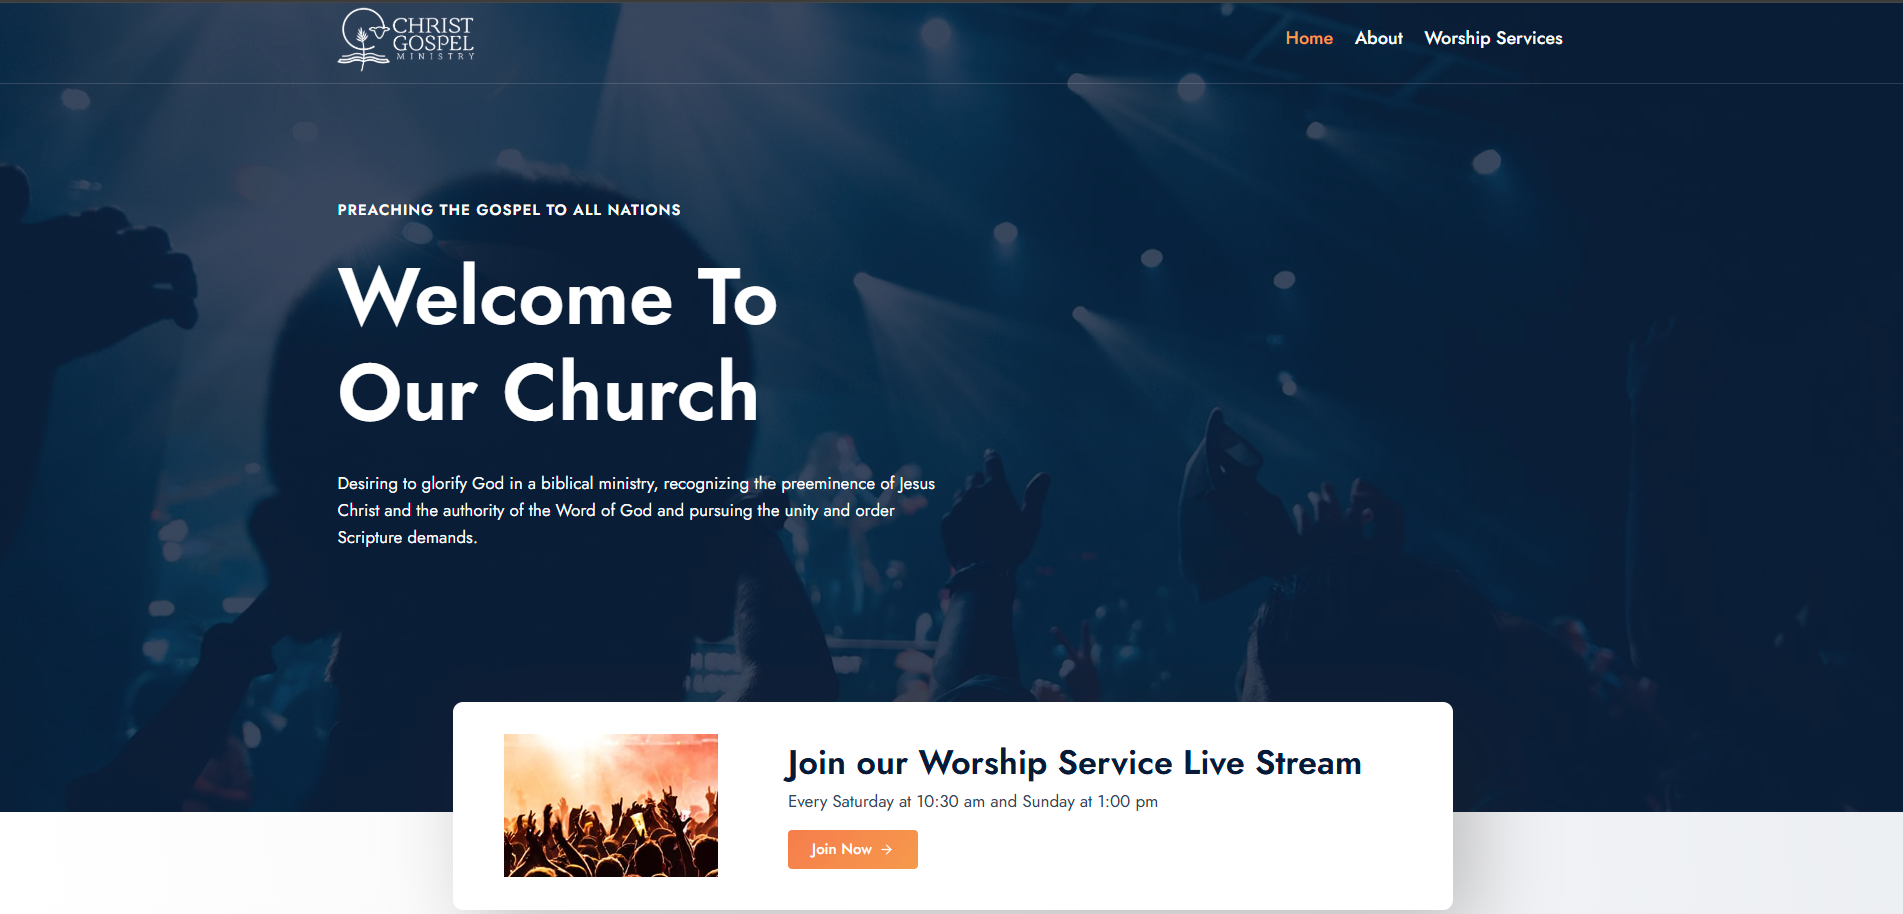 CHRIST
GOSPEL
MINISTRY
Home About Worship Services
PREACHING THE GOSPEL TO ALL NATIONS
Welcome To
Our Church
Desiring to glorify God in a biblical ministry, recognizing the preeminence of Jesus
Christ and the authority of the Word of God and pursuing the unity and order
Scripture demands.
Join our Worship Service Live Stream
Every Saturday at 10:30 am and Sunday at 1:00 pm
Join Now →